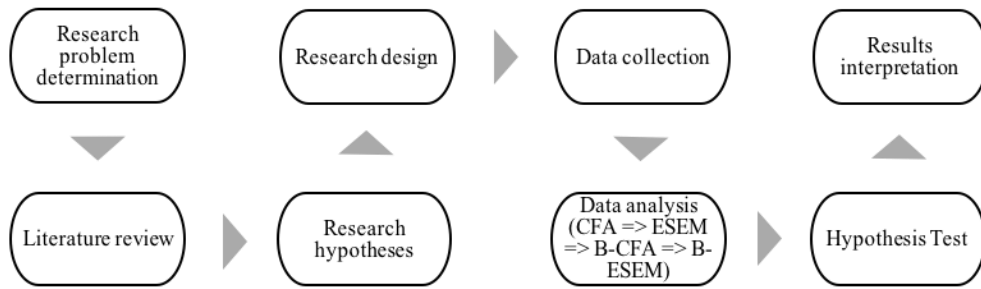 Research
problem
determination
Literature review
Research
hypotheses
Research design
Data collection
Data analysis
(CFA => ESEM
=> B-CFA => B-
ESEM)
Hypothesis Test
Results
interpretation